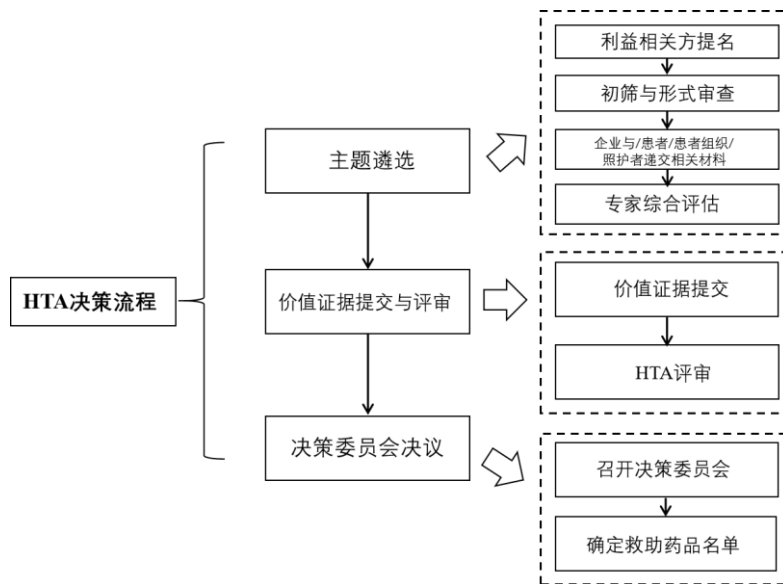 HTA决策流程
主题遴选
价值证据提交与评审
决策委员会决议
利益相关方提名
初筛与形式审查
企业与/患者/患者组织/
照护者递交相关材料
专家综合评估
价值证据提交
HTA评审
召开决策委员会
确定救助药品名单